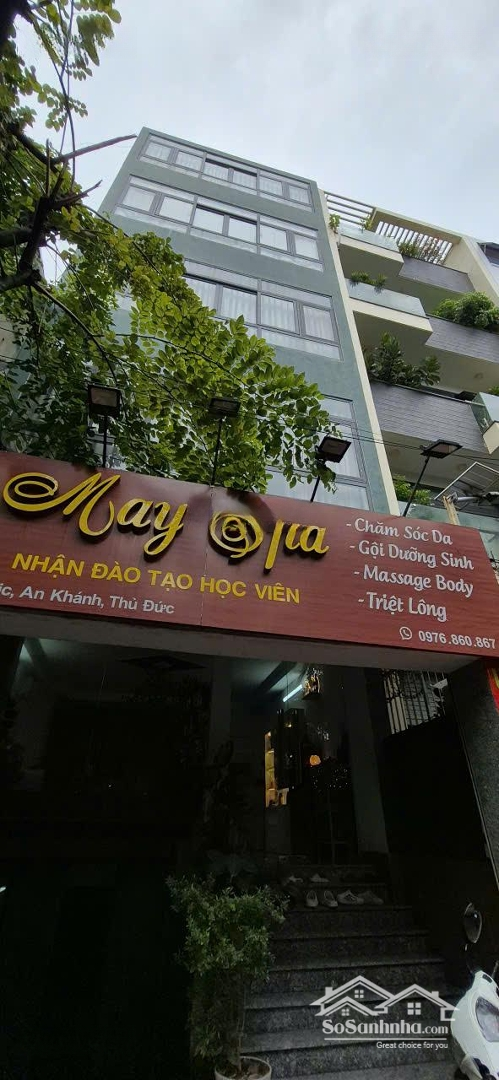 May Spa
NHẬN ĐÀO TẠO HỌC VIÊN
, An Khánh, Thủ Đức
- Chăm Sóc Da
- Gội Dưỡng Sinh
- Massage Body
- Triệt Lông
0976.860.867
SoSanhnha.com
Great choice for you